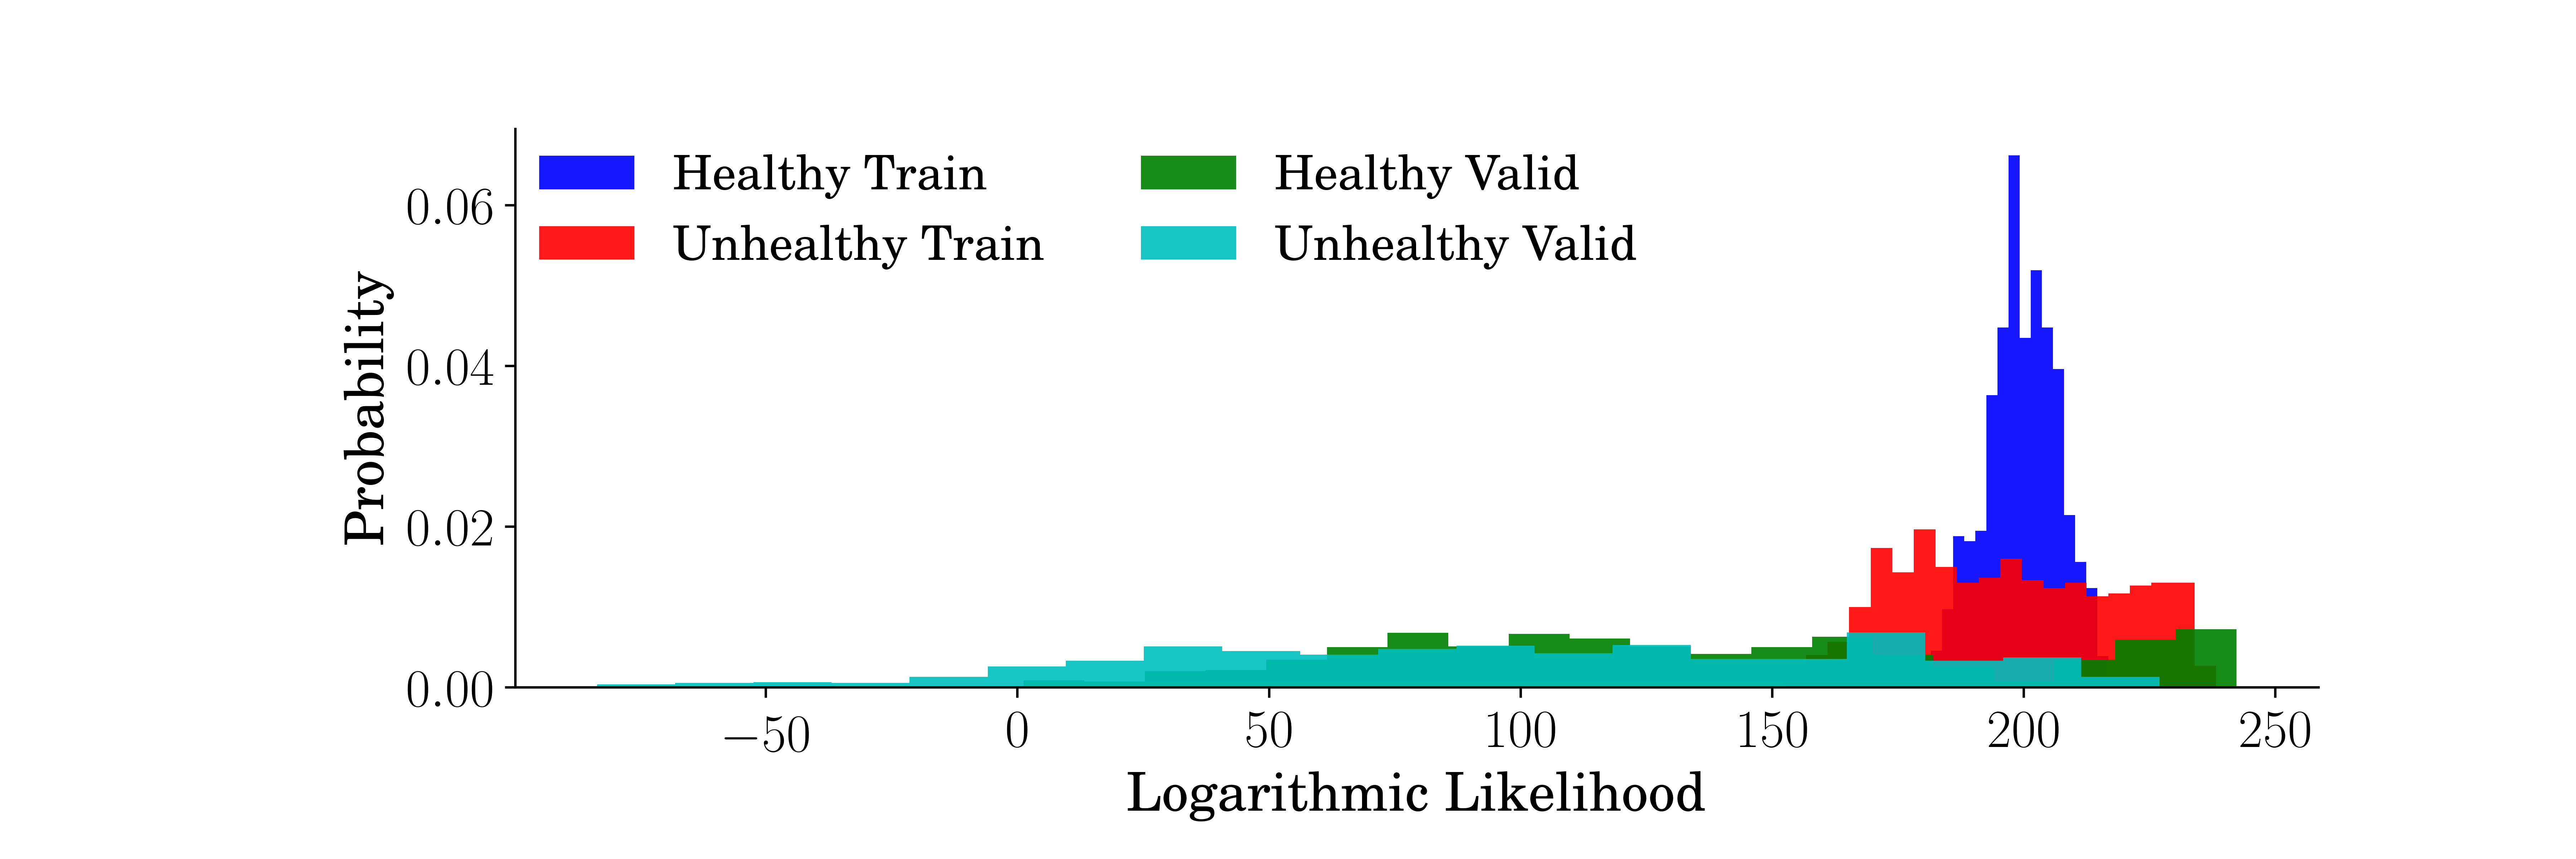 Healthy Train
Unhealthy Train
Healthy Valid
Unhealthy Valid
Probability
0.06
0.04
0.02
0.00
−50
0
50
100
150
200
250
Logarithmic Likelihood